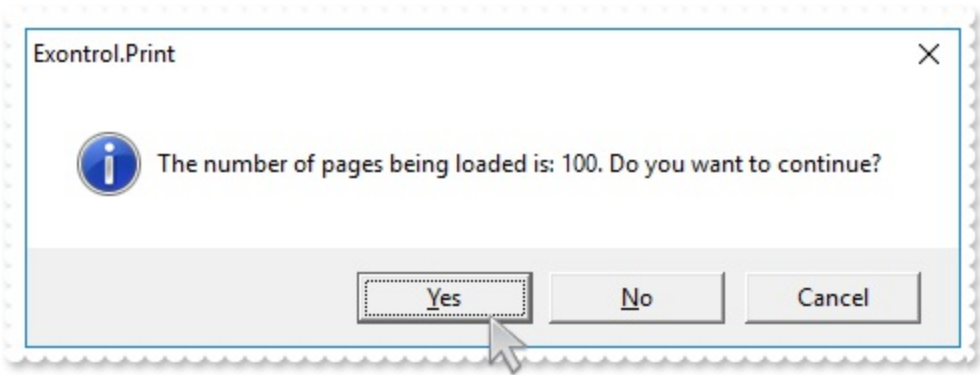 Exontrol.Print
The number of pages being loaded is: 100. Do you want to continue?
Yes No Cancel